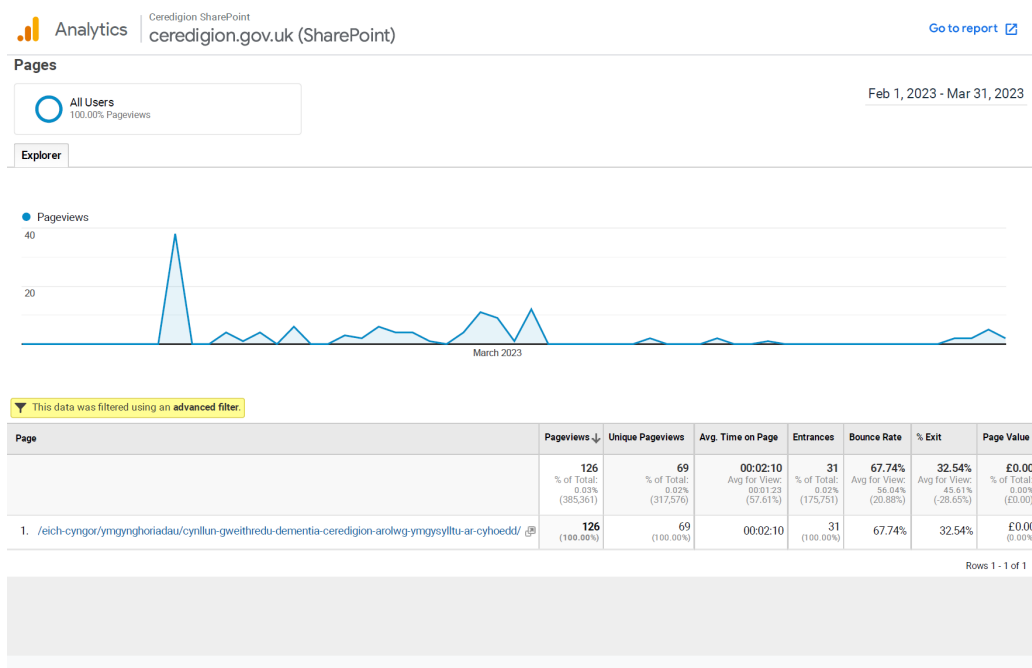 Analytics
Ceredigion SharePoint
ceredigion.gov.uk (SharePoint)
Go to report
Pages
All Users
100.00% Pageviews
Feb 1, 2023 - Mar 31, 2023
Explorer
Pageviews
40
20
March 2023
This data was filtered using an advanced filter.
Page Pageviews Unique Pageviews Avg. Time on Page Entrances Bounce Rate % Exit Page Value
126 69 00:02:10 31 67.74% 32.54% £0.00
% of Total: % of Total: Avg for View: % of Total: Avg for View: Avg for View: % of Total:
0.03% 0.02% 00:01:23 0.02% 56.04% 45.61% 0.00%
(385,361) (317,576) (57.61%) (175,751) (20.88%) (-28.65%) (£0.00)
1. /eich-cyngor/ymgynghoriadau/cynllun-gweithredu-dementia-ceredigion-arolwg-ymgysylltu-ar-cyhoedd/ 126 69 00:02:10 31 67.74% 32.54% £0.00
(100.00%) (100.00%) (100.00%) (0.00%
Rows 1 - 1 of 1